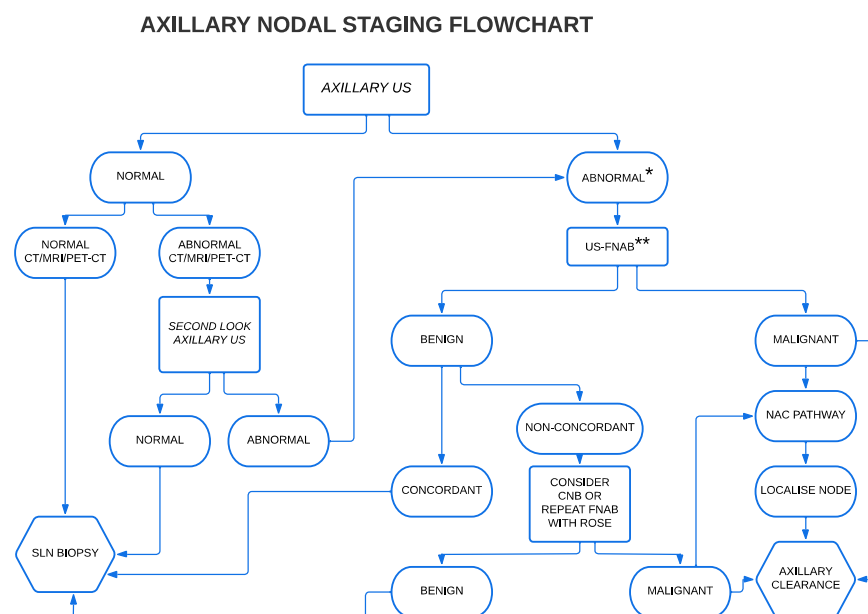 AXILLARY NODAL STAGING FLOWCHART
AXILLARY US
NORMAL
ABNORMAL*
NORMAL
CT/MRI/PET-CT
ABNORMAL
CT/MRI/PET-CT
US-FNAB**
SECOND LOOK
AXILLARY US
BENIGN
MALIGNANT
NORMAL
ABNORMAL
NON-CONCORDANT
NAC PATHWAY
CONCORDANT
CONSIDER
CNB OR
REPEAT FNAB
WITH ROSE
LOCALISE NODE
SLN BIOPSY
BENIGN
MALIGNANT
AXILLARY
CLEARANCE